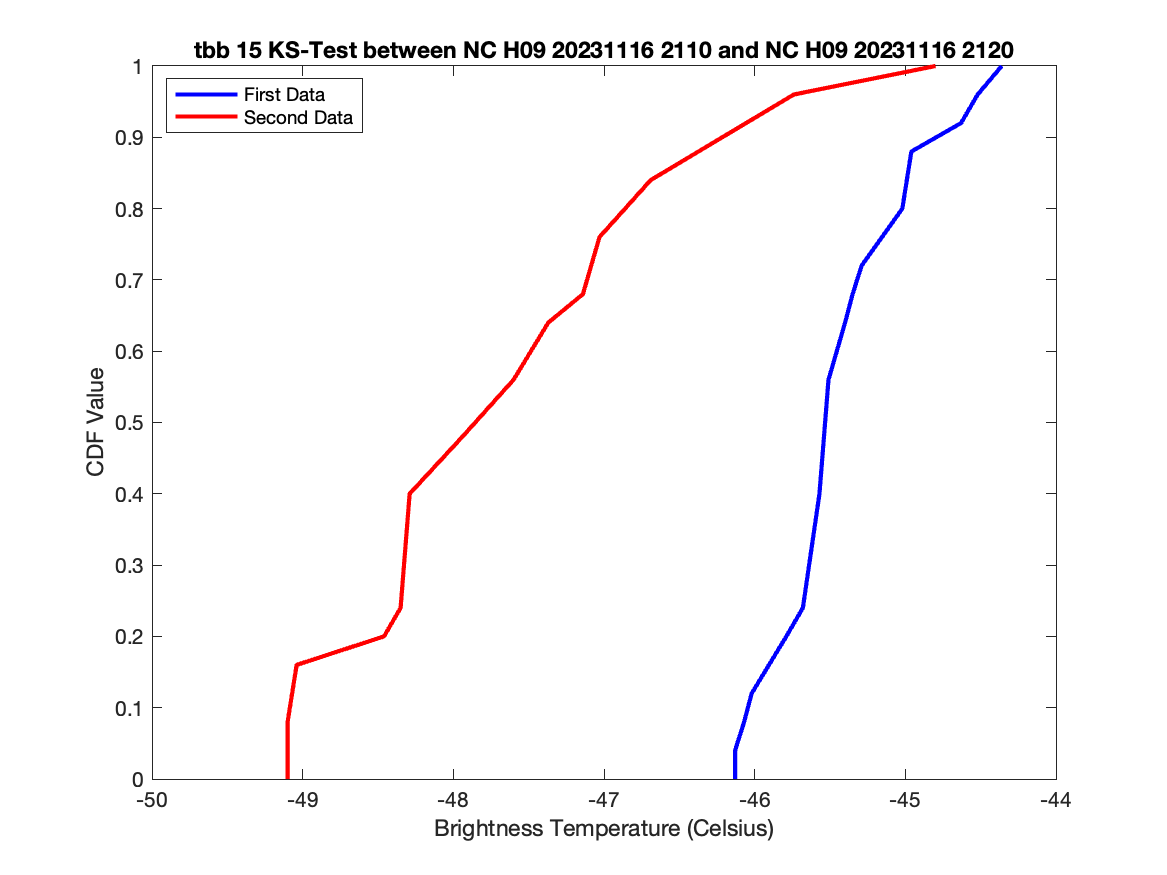 tbb 15 KS-Test between NC H09 20231116 2110 and NC H09 20231116 2120
First Data
Second Data
1
0.9
0.8
0.7
0.6
0.5
0.4
0.3
0.2
0.1
0
CDF Value
-50 -49 -48 -47 -46 -45 -44
Brightness Temperature (Celsius)